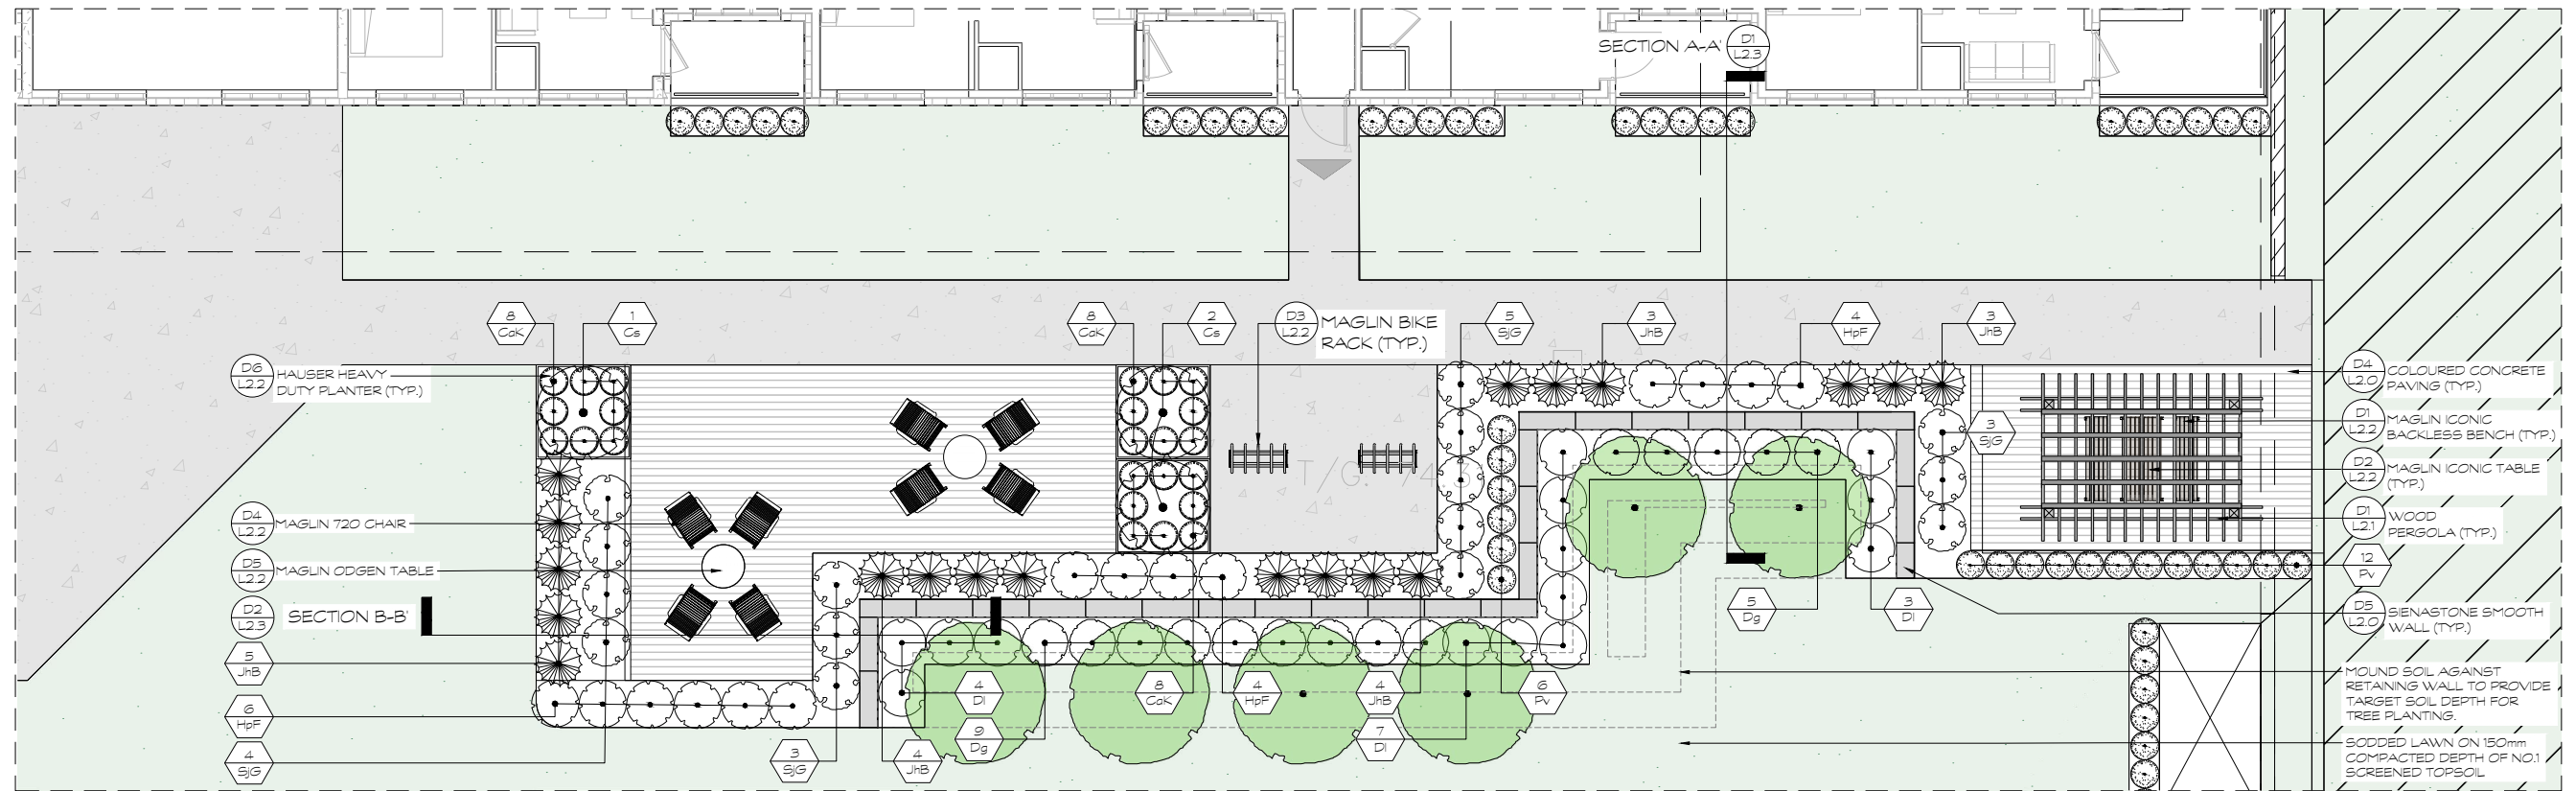 SECTION A-A'
D1
L2.3
8
CaK
1
Cs
8
CaK
2
Cs
D3
L2.2
MAGLIN BIKE
RACK (TYP.)
5
SjG
3
JhB
4
HpF
3
JhB
D6
L2.2
HAUSER HEAVY
DUTY PLANTER (TYP.)
D4
L2.0
COLOURED CONCRETE
PAVING (TYP.)
D1
L2.2
MAGLIN ICONIC
BACKLESS BENCH (TYP.)
3
SjG
D2
L2.2
MAGLIN ICONIC TABLE
(TYP.)
D4
L2.2
MAGLIN 720 CHAIR
D1
L2.1
WOOD
PERGOLA (TYP.)
D5
L2.2
MAGLIN ODGEN TABLE
12
Pv
D2
L2.3
SECTION B-B'
5
Dg
3
Dl
D5
L2.0
SIENASTONE SMOOTH
WALL (TYP.)
5
JhB
MOUND SOIL AGAINST
RETAINING WALL TO PROVIDE
TARGET SOIL DEPTH FOR
TREE PLANTING.
4
Dl
8
CaK
4
HpF
4
JhB
6
Pv
6
HpF
9
Dg
7
Dl
4
SjG
3
SjG
4
JhB
SODDED LAWN ON 150mm
COMPACTED DEPTH OF NO.1
SCREENED TOPSOIL